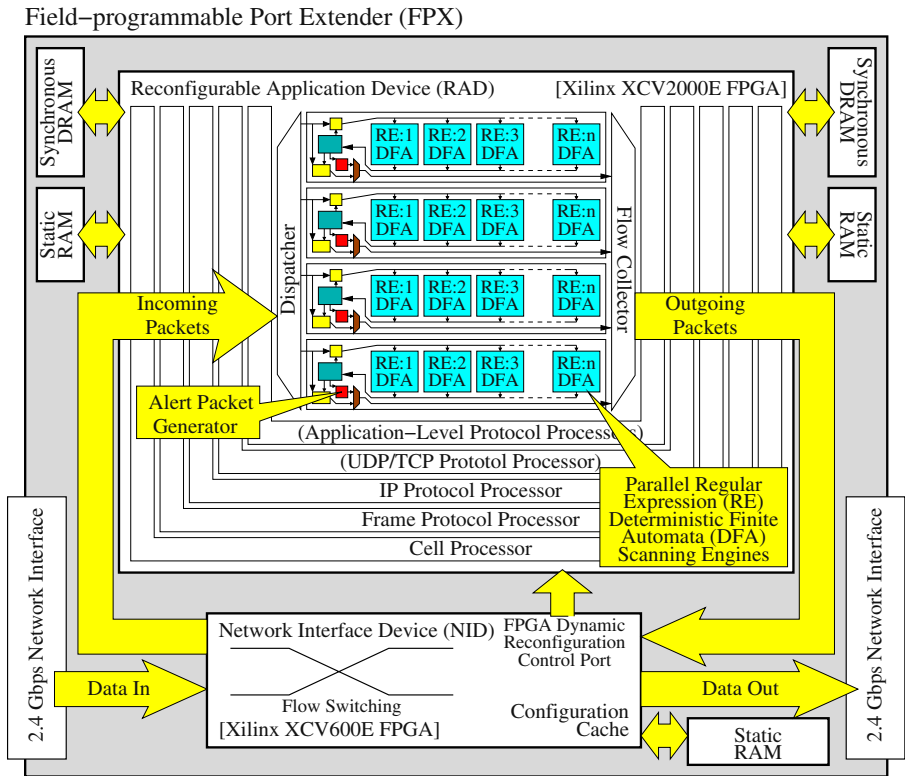 Field−programmable Port Extender (FPX)
Synchronous
DRAM
Reconfigurable Application Device (RAD)
[Xilinx XCV2000E FPGA]
Synchronous
DRAM
Static
RAM
Static
RAM
Dispatcher
RE:1
DFA
RE:2
DFA
RE:3
DFA
RE:n
DFA
RE:1
DFA
RE:2
DFA
RE:3
DFA
RE:n
DFA
RE:1
DFA
RE:2
DFA
RE:3
DFA
RE:n
DFA
RE:1
DFA
RE:2
DFA
RE:3
DFA
RE:n
DFA
Flow Collector
Incoming
Packets
Outgoing
Packets
Alert Packet
Generator
(Application−Level Protocol Processors)
(UDP/TCP Prototol Processor)
IP Protocol Processor
Frame Protocol Processor
Cell Processor
Parallel Regular
Expression (RE)
Deterministic Finite
Automata (DFA)
Scanning Engines
2.4 Gbps Network Interface
2.4 Gbps Network Interface
Network Interface Device (NID)
FPGA Dynamic
Reconfiguration
Control Port
Data In
Flow Switching
[Xilinx XCV600E FPGA]
Configuration
Cache
Data Out
Static
RAM